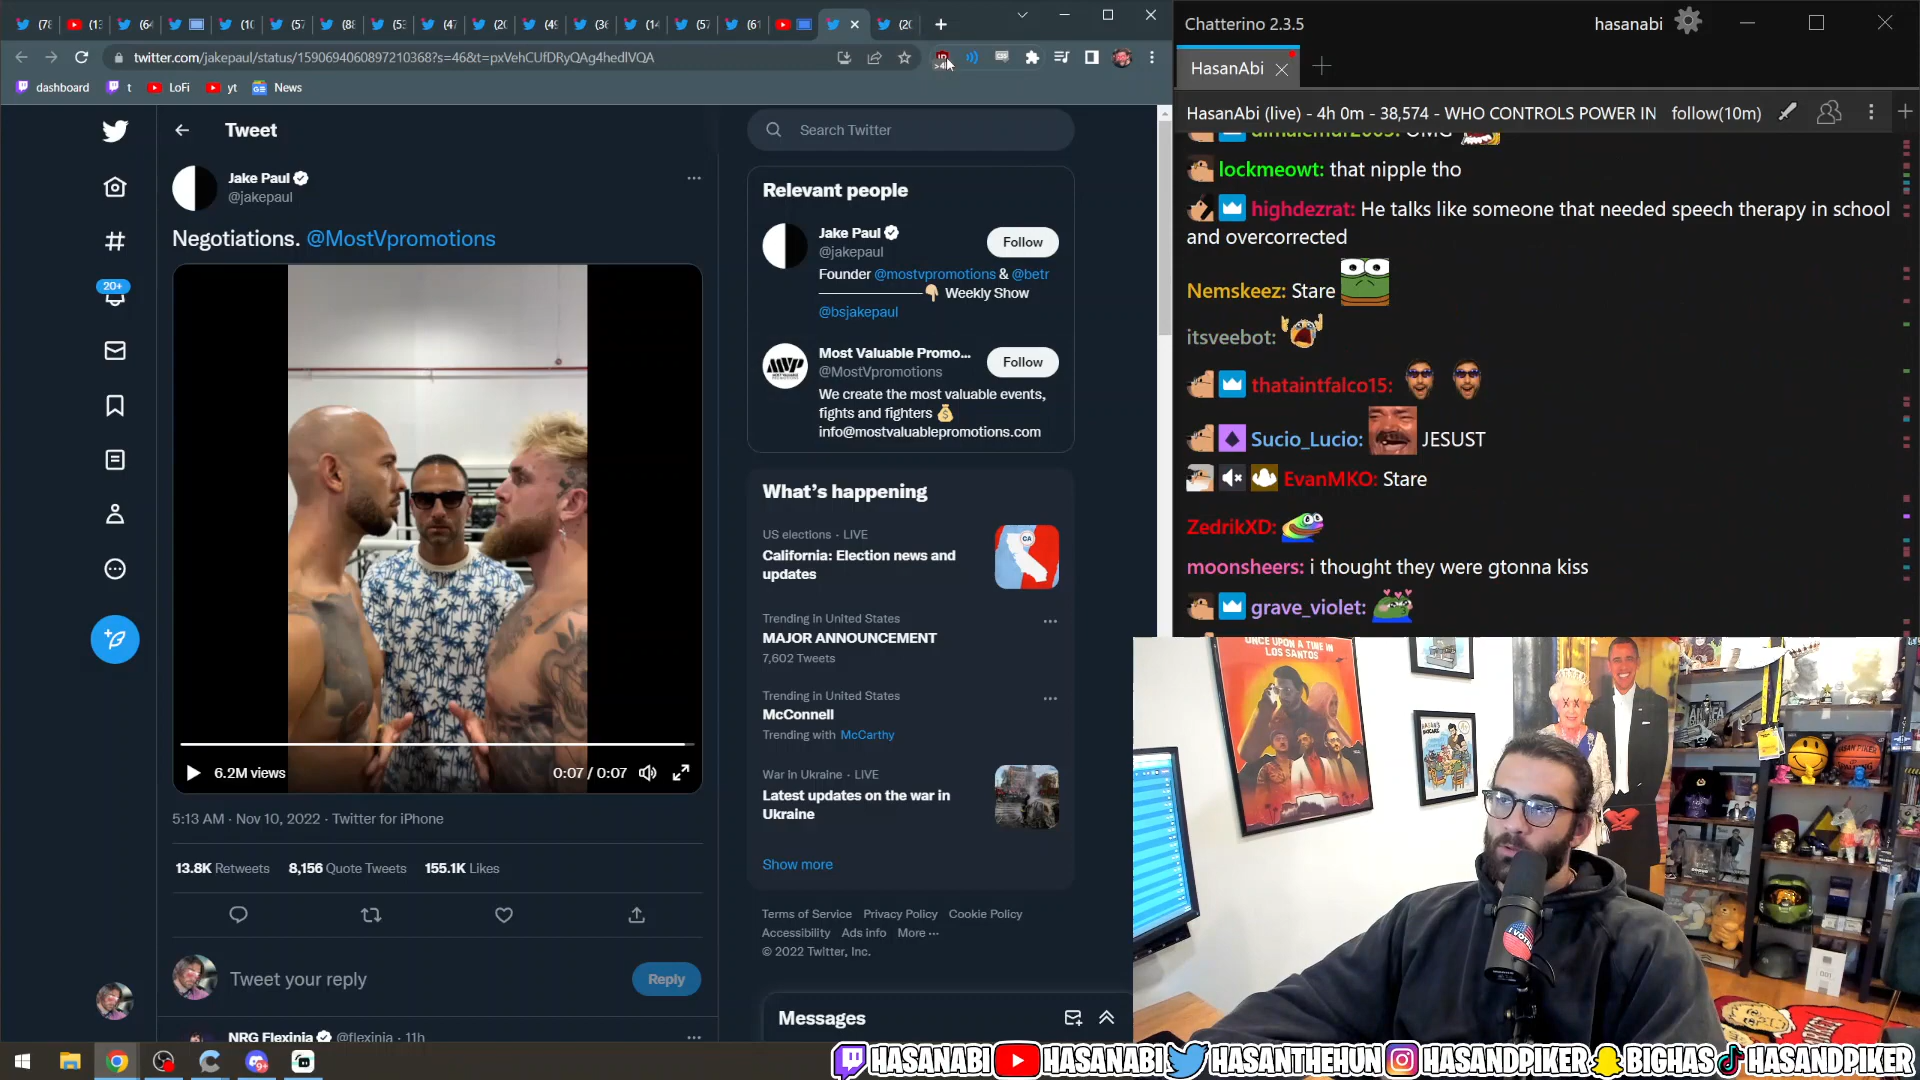 twitter.com/jakepaul/status/1590694060897210368?s=46&t=pxVehCUfDRyQAg4hedIVQA
dashboard
t
LoFi
yt
News
Tweet
Jake Paul
@jakepaul
Negotiations. @MostVpromotions
6.2M views
0:07 / 0:07
5:13 AM · Nov 10, 2022 · Twitter for iPhone
13.8K Retweets 8,156 Quote Tweets 155.1K Likes
Tweet your reply
Reply
NRG Flexinia @flexinia · 11h
20+
Search Twitter
Relevant people
Jake Paul
@jakepaul
Follow
Founder @mostvpromotions & @betr
Weekly Show
@bsjakepaul
Most Valuable Promo...
@MostVpromotions
Follow
We create the most valuable events,
fights and fighters
info@mostvaluablepromotions.com
What's happening
US elections · LIVE
California: Election news and
updates
Trending in United States
MAJOR ANNOUNCEMENT
7,602 Tweets
Trending in United States
McConnell
Trending with McCarthy
War in Ukraine · LIVE
Latest updates on the war in
Ukraine
Show more
Terms of Service Privacy Policy Cookie Policy
Accessibility Ads info More ···
© 2022 Twitter, Inc.
Messages
Chatterino 2.3.5
hasanabi
HasanAbi
HasanAbi (live) - 4h 0m - 38,574 - WHO CONTROLS POWER IN
follow(10m)
lockmeowt: that nipple tho
highdezrat: He talks like someone that needed speech therapy in school
and overcorrected
Nemskeez: Stare
itsveebot:
thataintfalco15:
Sucio_Lucio: JESUST
EvanMKO: Stare
ZedrikXD:
moonsheers: i thought they were gtonna kiss
grave_violet:
ONCE UPON A TIME IN
LOS SANTOS
I VOTED
HASANABI HASANABI HASANTHEHUN HASANDPIKER BIGHAS HASANDPIKER